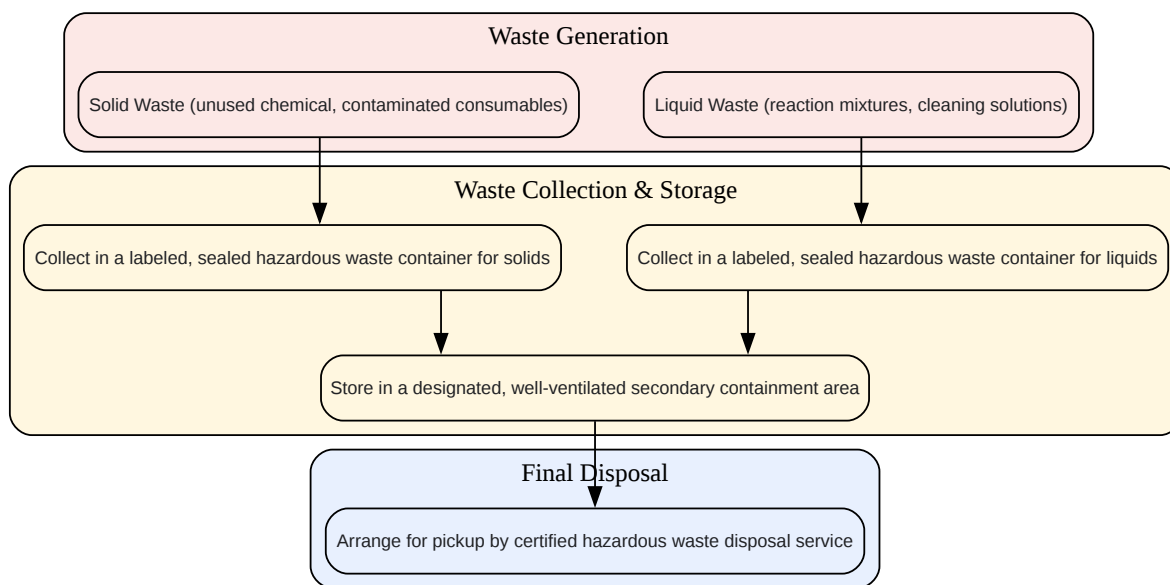 Waste Generation
Solid Waste (unused chemical, contaminated consumables)
Liquid Waste (reaction mixtures, cleaning solutions)
Waste Collection & Storage
Collect in a labeled, sealed hazardous waste container for solids
Collect in a labeled, sealed hazardous waste container for liquids
Store in a designated, well-ventilated secondary containment area
Final Disposal
Arrange for pickup by certified hazardous waste disposal service